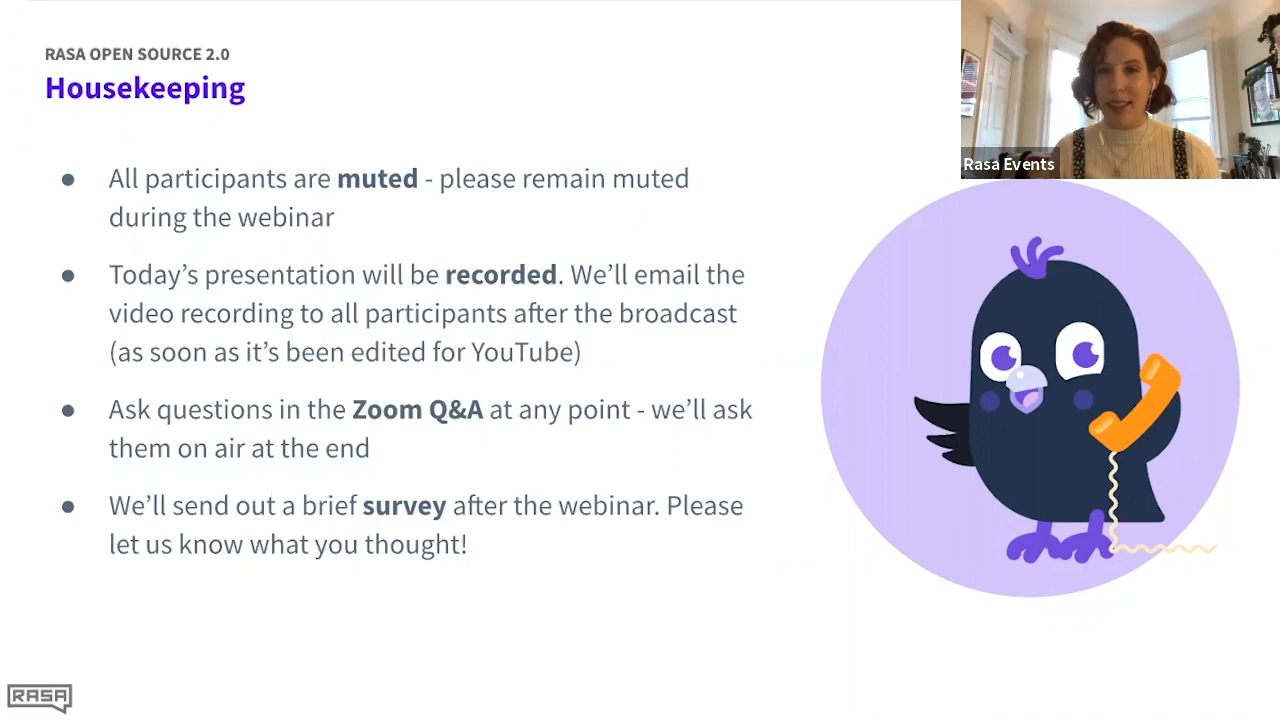 RASA OPEN SOURCE 2.0
Housekeeping
Rasa Events
● All participants are muted - please remain muted
during the webinar
● Today’s presentation will be recorded. We’ll email the
video recording to all participants after the broadcast
(as soon as it’s been edited for YouTube)
● Ask questions in the Zoom Q&A at any point - we’ll ask
them on air at the end
● We’ll send out a brief survey after the webinar. Please
let us know what you thought!
RASA